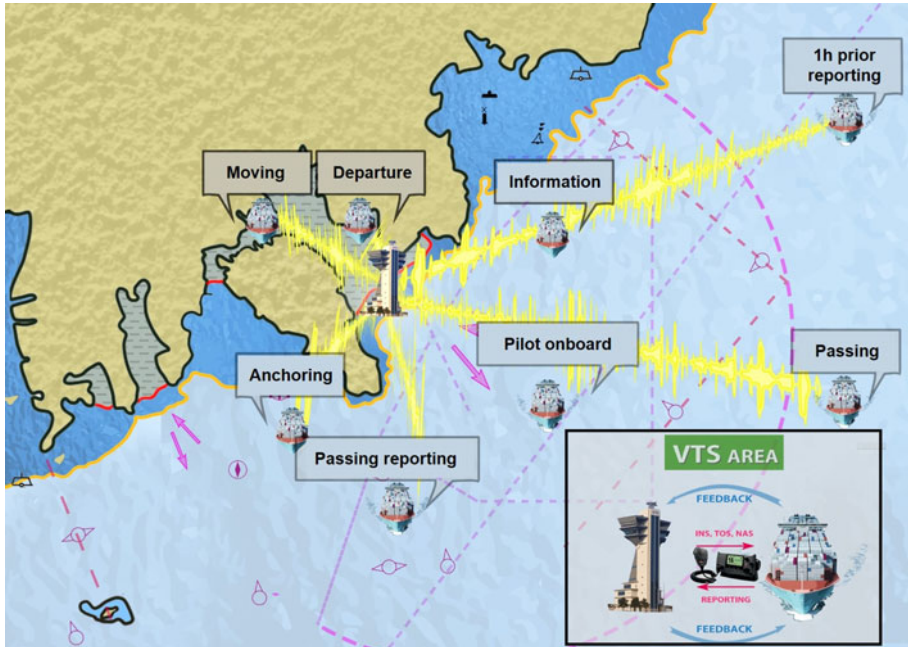 1h prior
reporting
Moving
Departure
Information
Pilot onboard
Passing
Anchoring
Passing reporting
VTS AREA
FEEDBACK
INS, TOS, NAS
REPORTING
FEEDBACK